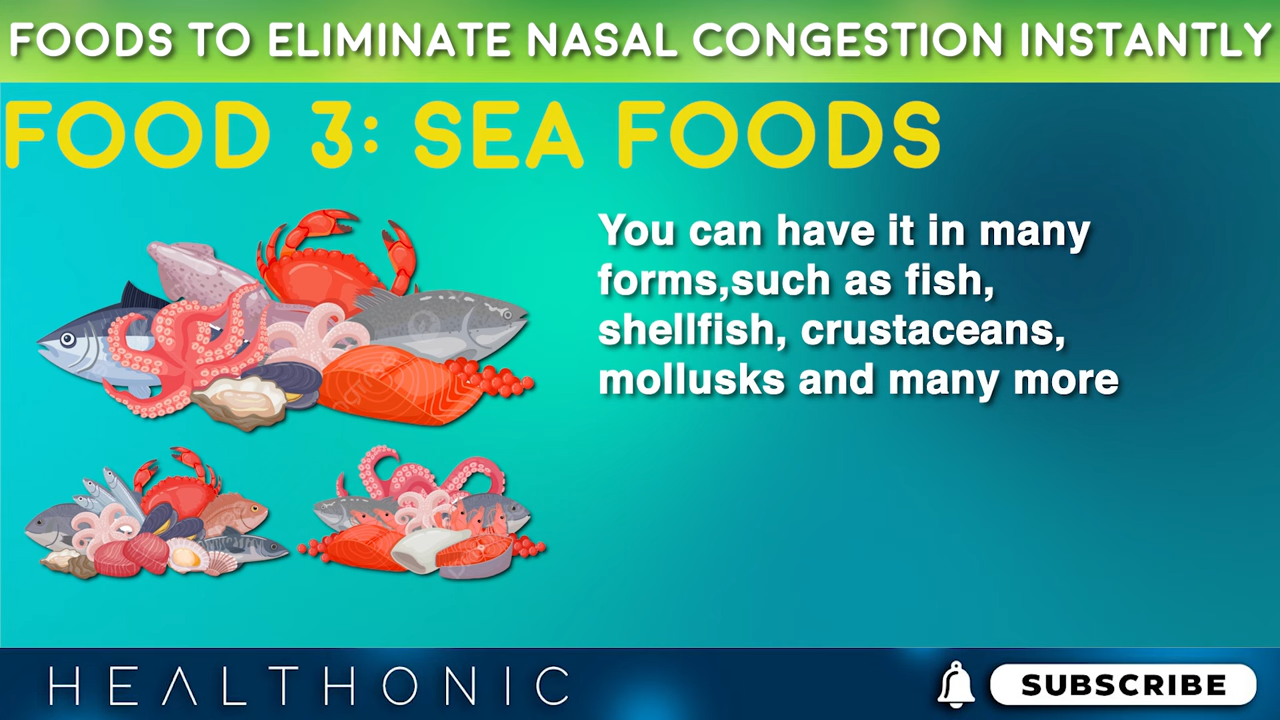 FOODS TO ELIMINATE NASAL CONGESTION INSTANTLY
FOOD 3: SEA FOODS
You can have it in many
forms,such as fish,
shellfish, crustaceans,
mollusks and many more
HEALTHONIC
SUBSCRIBE